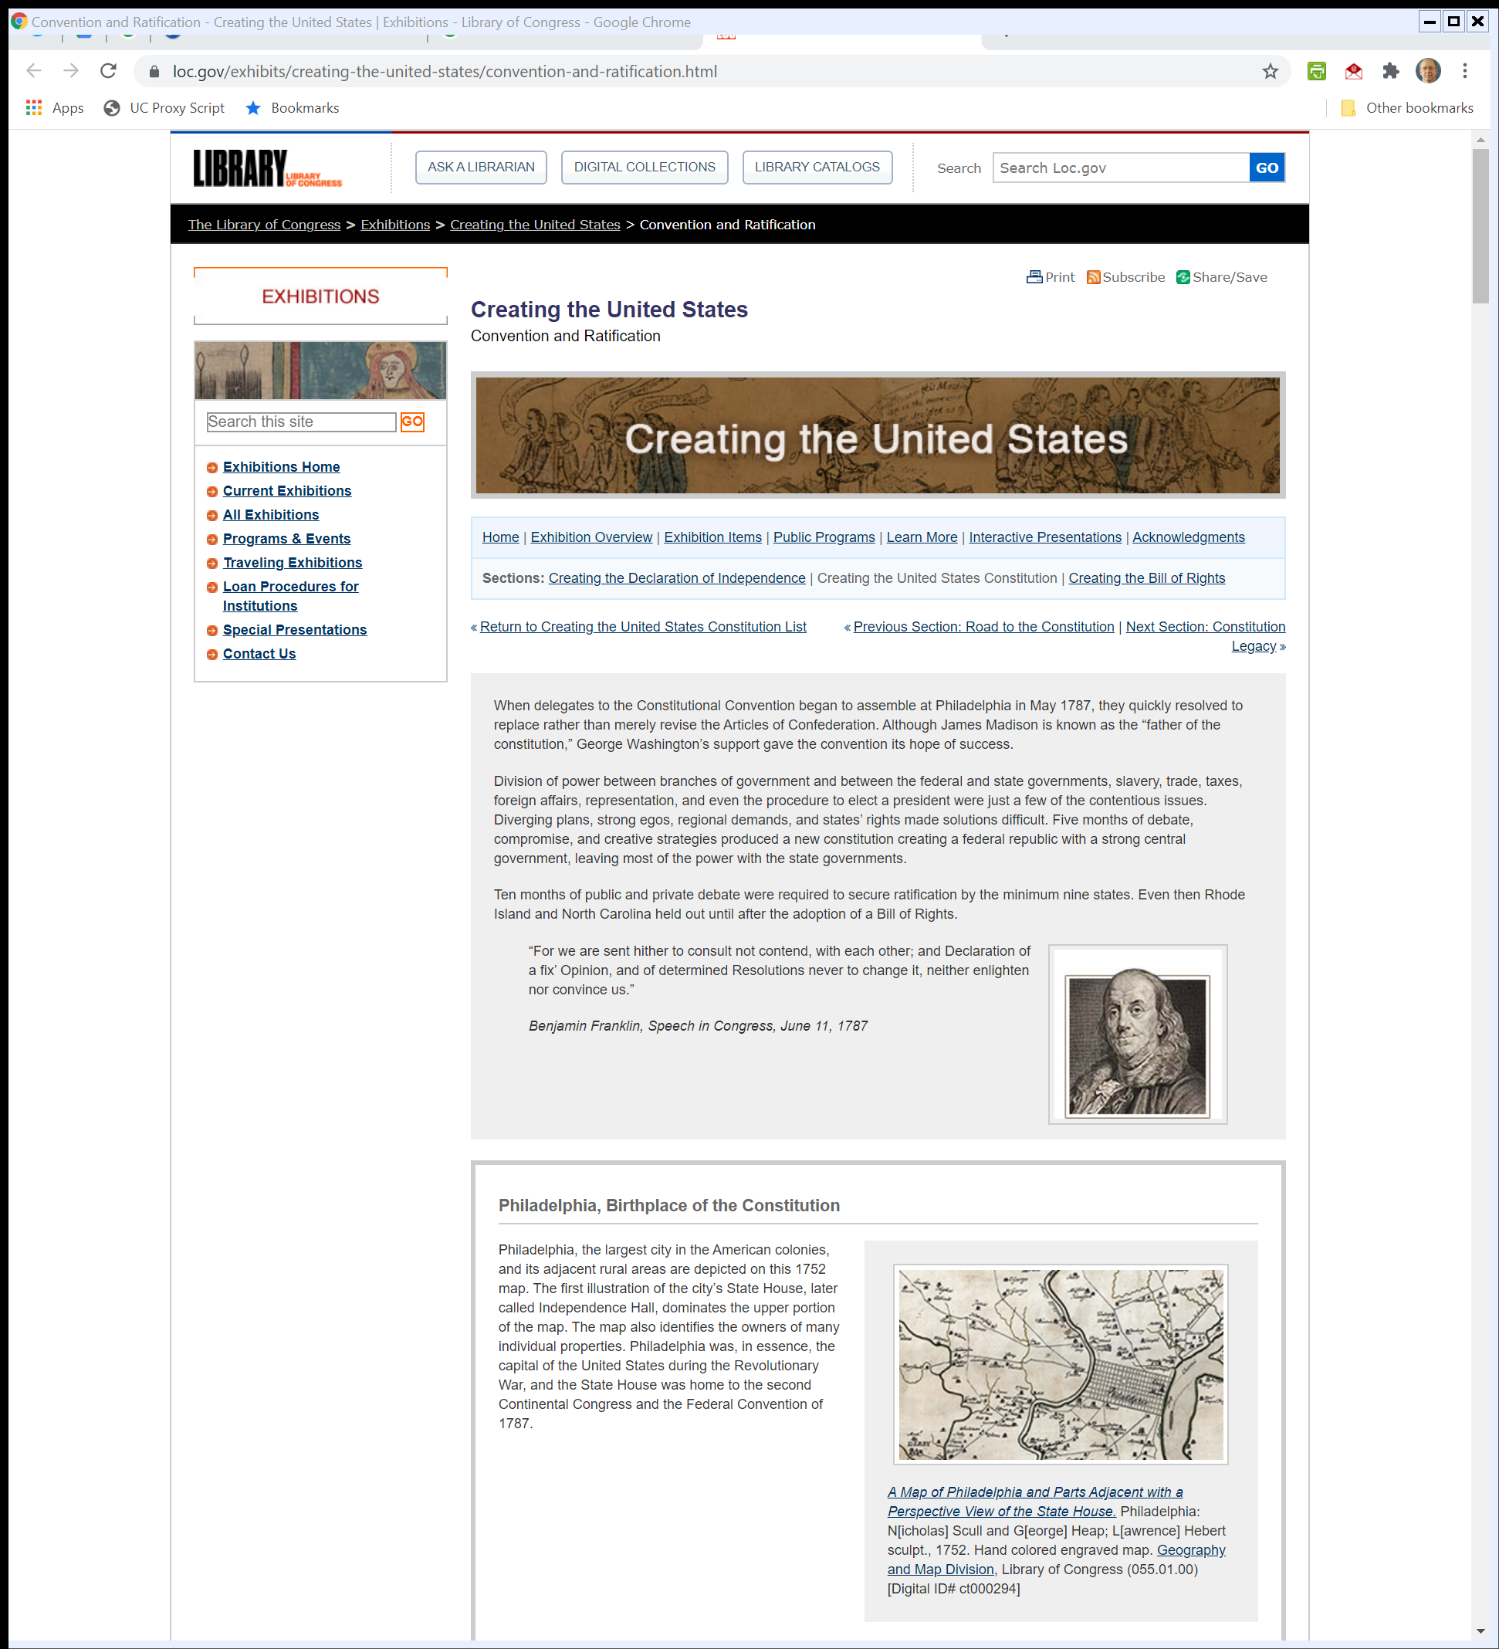 Convention and Ratification - Creating the United States | Exhibitions - Library of Congress - Google Chrome
loc.gov/exhibits/creating-the-united-states/convention-and-ratification.html
Apps UC Proxy Script Bookmarks Other bookmarks
LIBRARY LIBRARY OF CONGRESS
ASK A LIBRARIAN DIGITAL COLLECTIONS LIBRARY CATALOGS Search Search Loc.gov GO
The Library of Congress > Exhibitions > Creating the United States > Convention and Ratification
EXHIBITIONS
Search this site GO
Exhibitions Home
Current Exhibitions
All Exhibitions
Programs & Events
Traveling Exhibitions
Loan Procedures for
Institutions
Special Presentations
Contact Us
Print Subscribe Share/Save
Creating the United States
Convention and Ratification
Creating the United States
Home | Exhibition Overview | Exhibition Items | Public Programs | Learn More | Interactive Presentations | Acknowledgments
Sections: Creating the Declaration of Independence | Creating the United States Constitution | Creating the Bill of Rights
« Return to Creating the United States Constitution List
« Previous Section: Road to the Constitution | Next Section: Constitution
Legacy »
When delegates to the Constitutional Convention began to assemble at Philadelphia in May 1787, they quickly resolved to
replace rather than merely revise the Articles of Confederation. Although James Madison is known as the “father of the
constitution,” George Washington’s support gave the convention its hope of success.
Division of power between branches of government and between the federal and state governments, slavery, trade, taxes,
foreign affairs, representation, and even the procedure to elect a president were just a few of the contentious issues.
Diverging plans, strong egos, regional demands, and states’ rights made solutions difficult. Five months of debate,
compromise, and creative strategies produced a new constitution creating a federal republic with a strong central
government, leaving most of the power with the state governments.
Ten months of public and private debate were required to secure ratification by the minimum nine states. Even then Rhode
Island and North Carolina held out until after the adoption of a Bill of Rights.
“For we are sent hither to consult not contend, with each other; and Declaration of
a fix’ Opinion, and of determined Resolutions never to change it, neither enlighten
nor convince us.”
Benjamin Franklin, Speech in Congress, June 11, 1787
Philadelphia, Birthplace of the Constitution
Philadelphia, the largest city in the American colonies,
and its adjacent rural areas are depicted on this 1752
map. The first illustration of the city’s State House, later
called Independence Hall, dominates the upper portion
of the map. The map also identifies the owners of many
individual properties. Philadelphia was, in essence, the
capital of the United States during the Revolutionary
War, and the State House was home to the second
Continental Congress and the Federal Convention of
1787.
A Map of Philadelphia and Parts Adjacent with a
Perspective View of the State House. Philadelphia:
N[icholas] Scull and G[eorge] Heap; L[awrence] Hebert
sculpt., 1752. Hand colored engraved map. Geography
and Map Division, Library of Congress (055.01.00)
[Digital ID# ct000294]